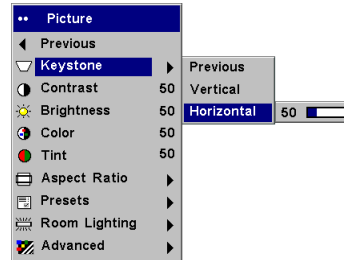 Picture
Previous
Keystone
Contrast 50
Brightness 50
Color 50
Tint 50
Aspect Ratio
Presets
Room Lighting
Advanced
Previous
Vertical
Horizontal 50